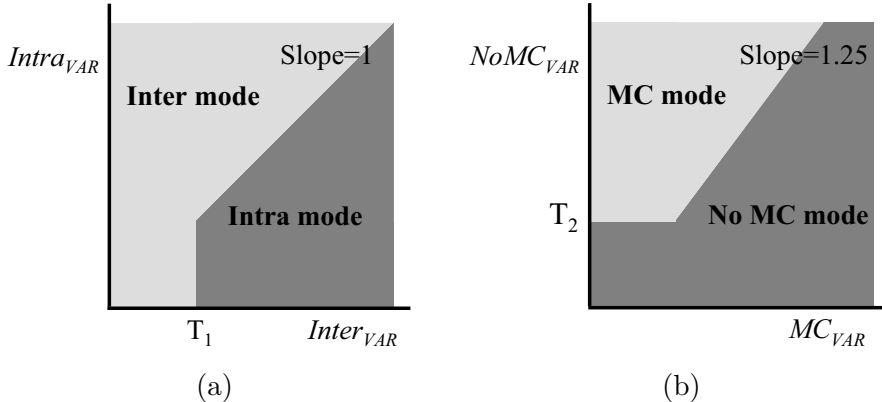 Intra_VAR
Slope=1
Inter mode
Intra mode
T_1
Inter_VAR
(a)
NoMC_VAR
Slope=1.25
MC mode
T_2
No MC mode
MC_VAR
(b)